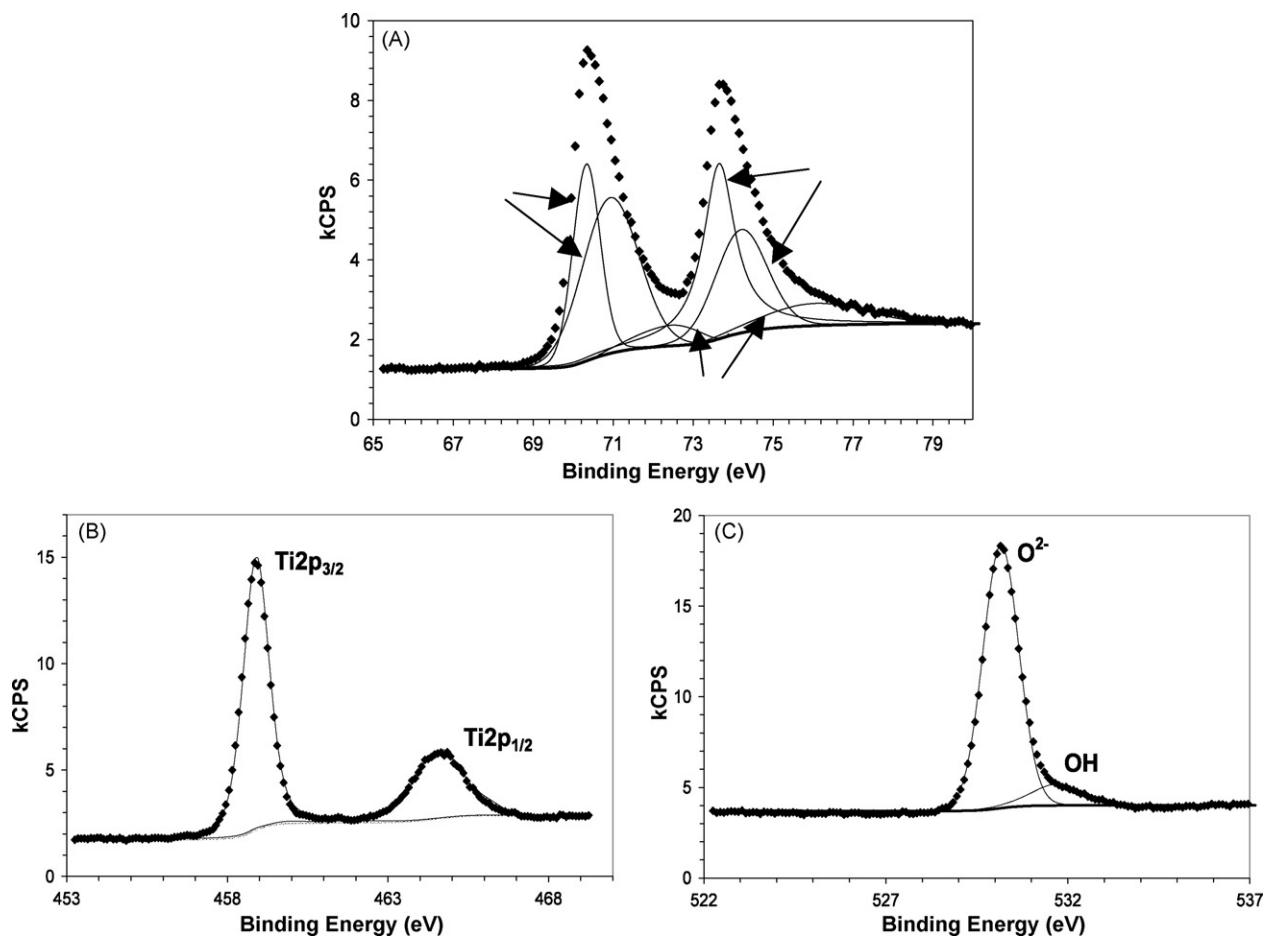 (A)
10
8
6
4
2
0
kCPS
65 67 69 71 73 75 77 79
Binding Energy (eV)
(B)
15
10
5
0
kCPS
Ti2p3/2
Ti2p1/2
453 458 463 468
Binding Energy (eV)
(C)
20
15
10
5
0
kCPS
O2-
OH
522 527 532 537
Binding Energy (eV)